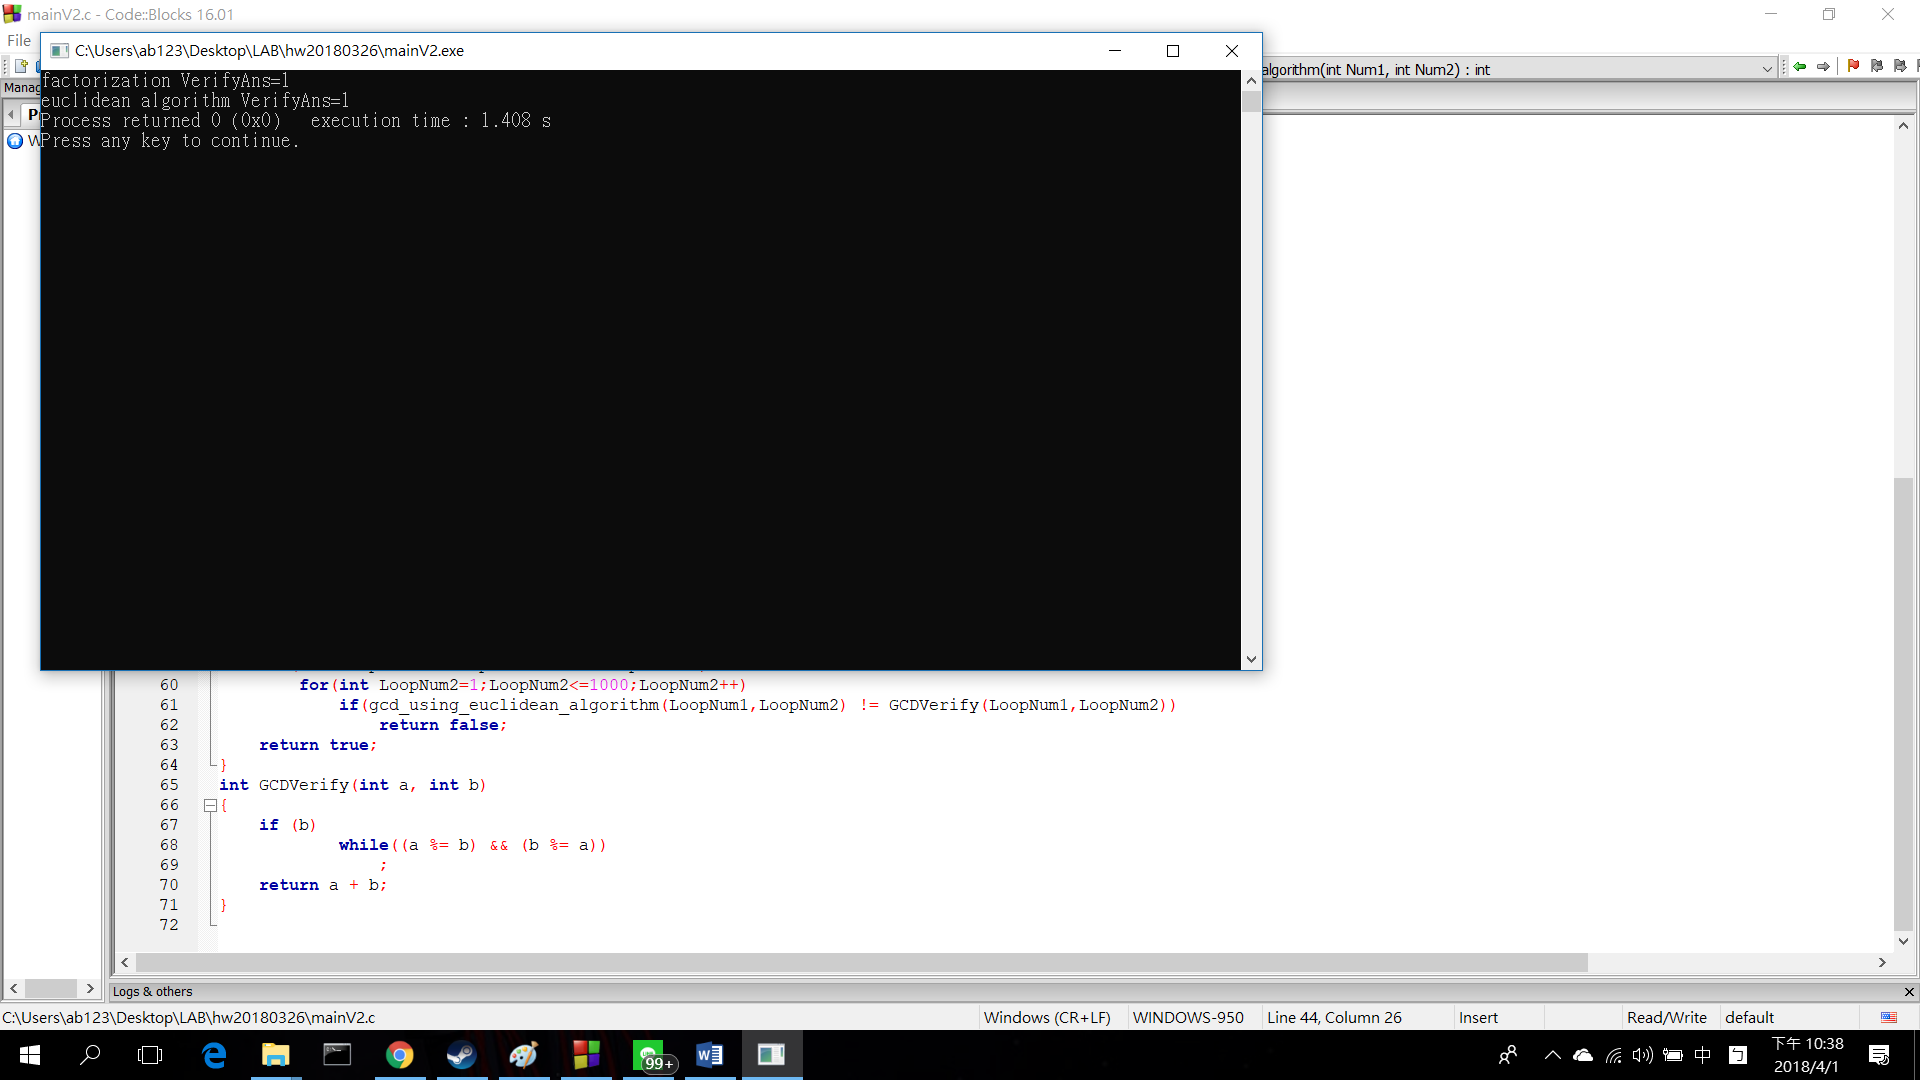 mainV2.c - Code::Blocks 16.01
File
C:\Users\ab123\Desktop\LAB\hw20180326\mainV2.exe
algorithm(int Num1, int Num2) : int
Manag
factorization VerifyAns=1
euclidean algorithm VerifyAns=1
Process returned 0 (0x0)   execution time : 1.408 s
Press any key to continue.
P
W
60 for(int LoopNum2=1;LoopNum2<=1000;LoopNum2++)
61 if(gcd_using_euclidean_algorithm(LoopNum1,LoopNum2) != GCDVerify(LoopNum1,LoopNum2))
62 return false;
63 return true;
64 }
65 int GCDVerify(int a, int b)
66 {
67 if (b)
68 while((a %= b) && (b %= a))
69 ;
70 return a + b;
71 }
72
Logs & others
C:\Users\ab123\Desktop\LAB\hw20180326\mainV2.c
Windows (CR+LF) WINDOWS-950 Line 44, Column 26 Insert Read/Write default
99+
中
ㄅ
下午 10:38
2018/4/1